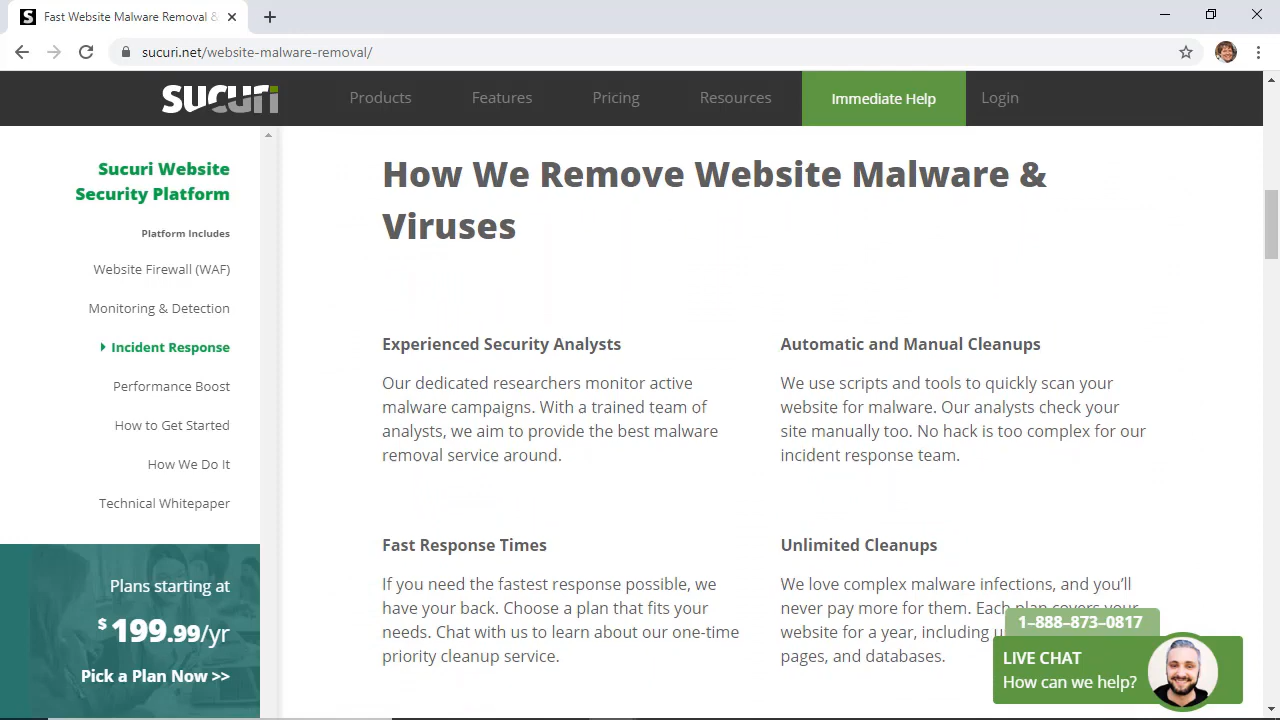 Fast Website Malware Removal &
sucuri.net/website-malware-removal/
sucuri
Products
Features
Pricing
Resources
Immediate Help
Login
Sucuri Website
Security Platform
Platform Includes
Website Firewall (WAF)
Monitoring & Detection
Incident Response
Performance Boost
How to Get Started
How We Do It
Technical Whitepaper
Plans starting at
$199.99/yr
Pick a Plan Now >>
How We Remove Website Malware &
Viruses
Experienced Security Analysts
Our dedicated researchers monitor active
malware campaigns. With a trained team of
analysts, we aim to provide the best malware
removal service around.
Automatic and Manual Cleanups
We use scripts and tools to quickly scan your
website for malware. Our analysts check your
site manually too. No hack is too complex for our
incident response team.
Fast Response Times
If you need the fastest response possible, we
have your back. Choose a plan that fits your
needs. Chat with us to learn about our one-time
priority cleanup service.
Unlimited Cleanups
We love complex malware infections, and you'll
never pay more for them. Each plan covers your
website for a year, including
pages, and databases.
1–888–873–0817
LIVE CHAT
How can we help?